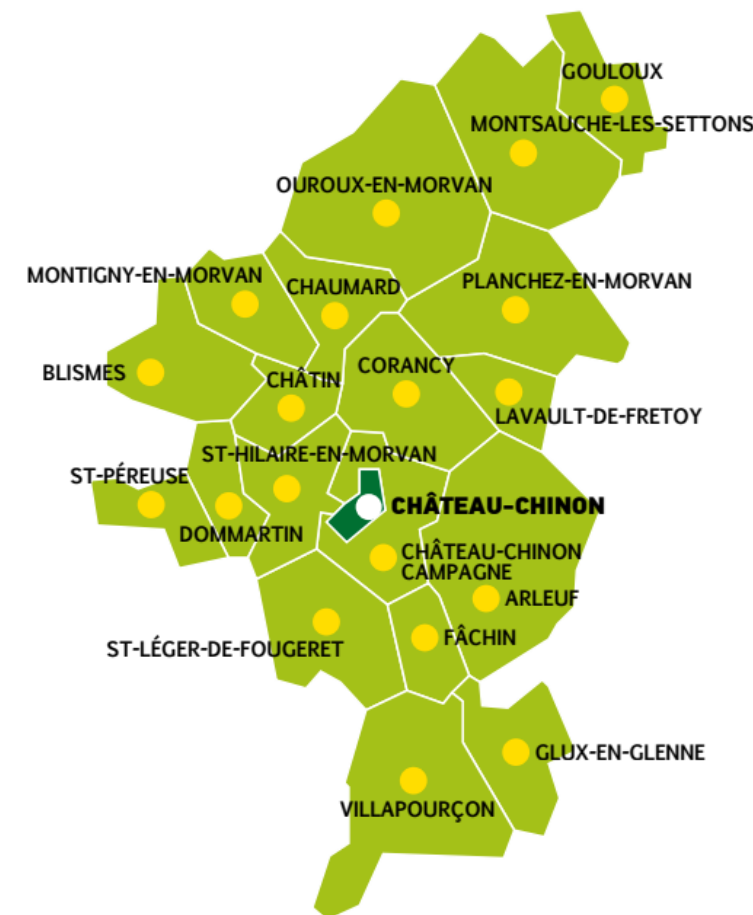 GOULOUX
MONTSAUCHE-LES-SETTONS
OUROUX-EN-MORVAN
MONTIGNY-EN-MORVAN
CHAUMARD
PLANCHEZ-EN-MORVAN
BLISMES
CHÂTIN
CORANCY
LAVAULT-DE-FRETOY
ST-HILAIRE-EN-MORVAN
ST-PÉREUSE
CHÂTEAU-CHINON
DOMMARTIN
CHÂTEAU-CHINON
CAMPAGNE
ARLEUF
FÂCHIN
ST-LÉGER-DE-FOUGERET
GLUX-EN-GLENNE
VILLAPOURÇON